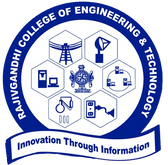 RAJIVGANDHI COLLEGE OF ENGINEERING & TECHNOLOGY
Innovation Through Information